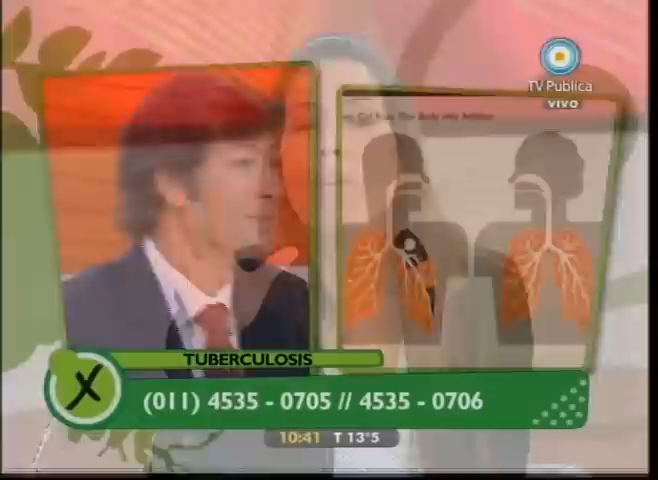 TV Publica
VIVO
TUBERCULOSIS
(011) 4535 - 0705 // 4535 - 0706
10:41 T 13°5